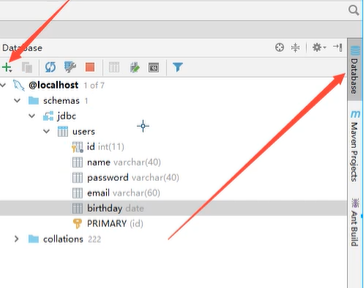 Database
@localhost 1 of 7
schemas 1
jdbc
users
id int(11)
name varchar(40)
password varchar(40)
email varchar(60)
birthday date
PRIMARY (id)
collations 222
Database
Maven Projects
Ant Build